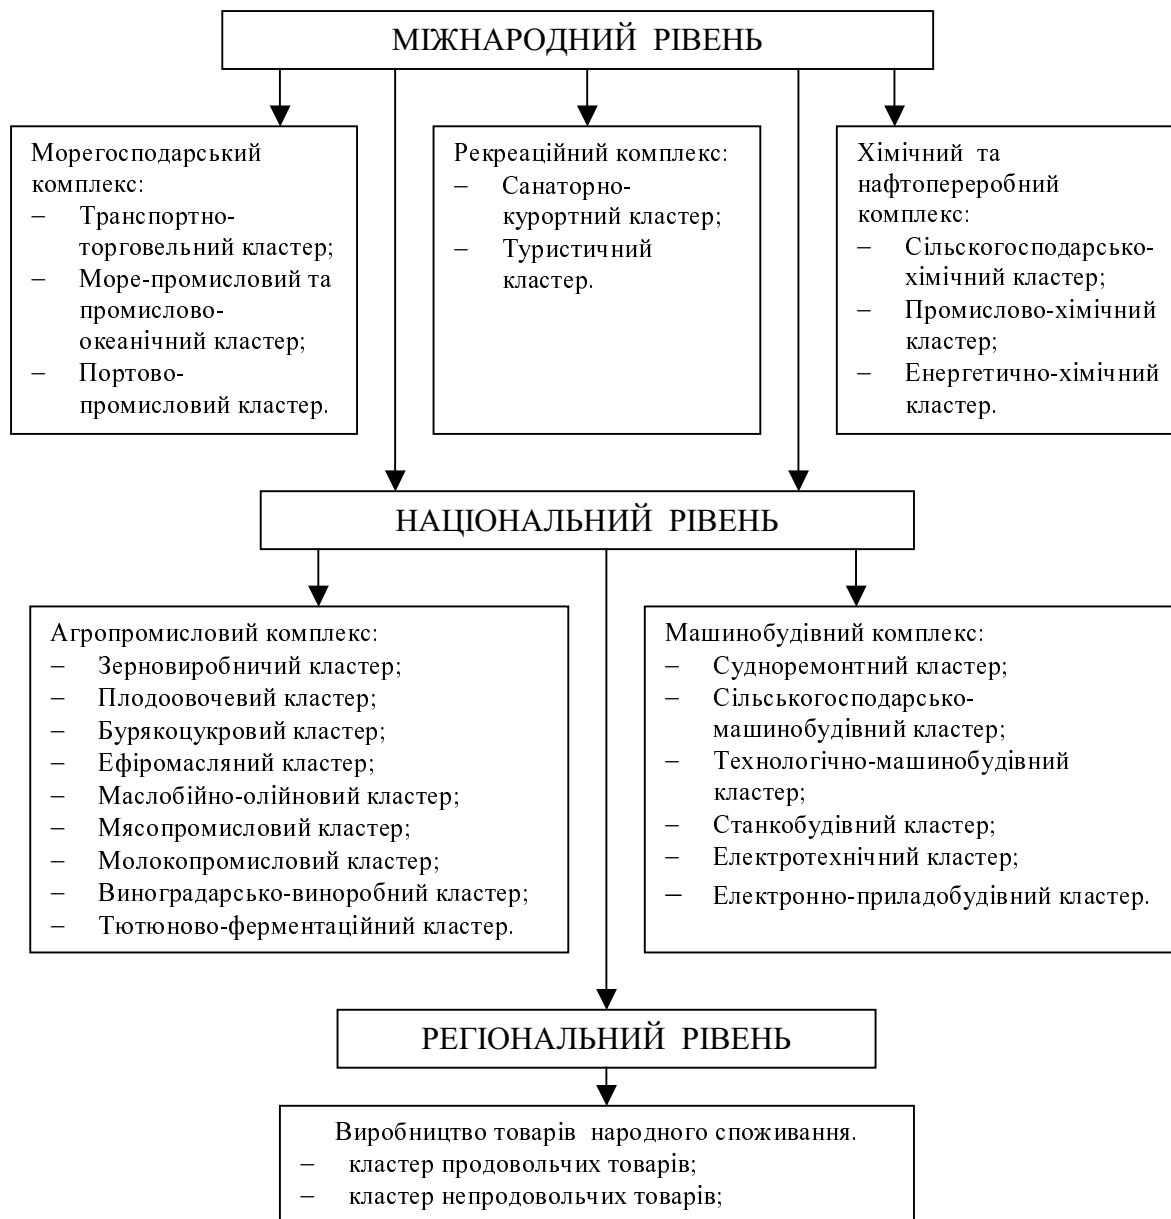 МІЖНАРОДНИЙ РІВЕНЬ
Морегосподарський
комплекс:
– Транспортно-
торговельний кластер;
– Море-промисловий та
промислово-
океанічний кластер;
– Портово-
промисловий кластер.
Рекреаційний комплекс:
– Санаторно-
курортний кластер;
– Туристичний
кластер.
Хімічний та
нафтопереробний
комплекс:
– Сільскогосподарсько-
хімічний кластер;
– Промислово-хімічний
кластер;
– Енергетично-хімічний
кластер.
НАЦІОНАЛЬНИЙ РІВЕНЬ
Агропромисловий комплекс:
– Зерновиробничий кластер;
– Плодоовочевий кластер;
– Бурякоцукровий кластер;
– Ефіромасляний кластер;
– Маслобійно-олійновий кластер;
– Мясопромисловий кластер;
– Молокопромисловий кластер;
– Виноградарсько-виноробний кластер;
– Тютюново-ферментаційний кластер.
Машинобудівний комплекс:
– Судноремонтний кластер;
– Сільськогосподарсько-
машинобудівний кластер;
– Технологічно-машинобудівний
кластер;
– Станкобудівний кластер;
– Електротехнічний кластер;
– Електронно-приладобудівний кластер.
РЕГІОНАЛЬНИЙ РІВЕНЬ
Виробництво товарів народного споживання.
– кластер продовольчих товарів;
– кластер непродовольчих товарів;